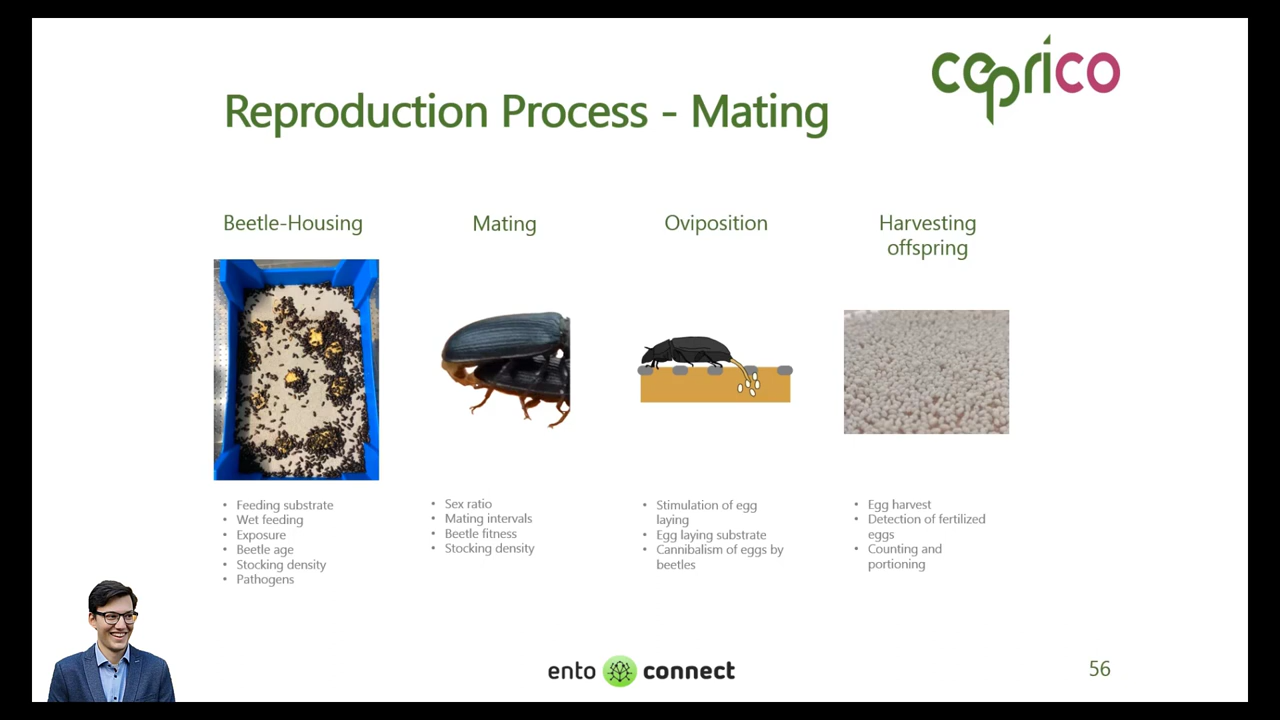 ceprico
Reproduction Process - Mating
Beetle-Housing
Mating
Oviposition
Harvesting
offspring
• Feeding substrate
• Wet feeding
• Exposure
• Beetle age
• Stocking density
• Pathogens
• Sex ratio
• Mating intervals
• Beetle fitness
• Stocking density
• Stimulation of egg
laying
• Egg laying substrate
• Cannibalism of eggs by
beetles
• Egg harvest
• Detection of fertilized
eggs
• Counting and
portioning
ento connect
56